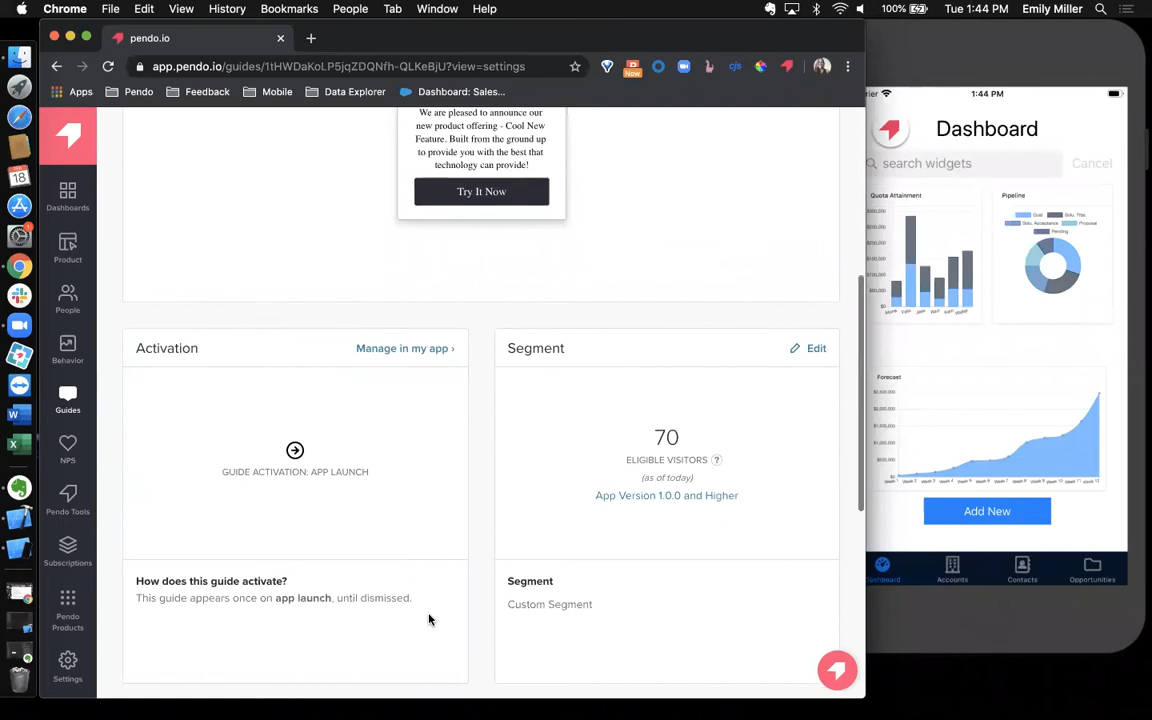 Chrome File Edit View History Bookmarks People Tab Window Help 100% Tue 1:44 PM Emily Miller
pendo.io
app.pendo.io/guides/1tHWDaKoLP5jqZDQNfh-QLKeBjU?view=settings
Now
cjs
Apps Pendo Feedback Mobile Data Explorer Dashboard: Sales...
Dashboards
Product
People
Behavior
Guides
NPS
Pendo Tools
Subscriptions
Pendo
Products
Settings
We are pleased to announce our
new product offering - Cool New
Feature. Built from the ground up
to provide you with the best that
technology can provide!
Try It Now
Activation
Manage in my app ›
GUIDE ACTIVATION: APP LAUNCH
How does this guide activate?
This guide appears once on app launch, until dismissed.
Segment
Edit
70
ELIGIBLE VISITORS ?
(as of today)
App Version 1.0.0 and Higher
Segment
Custom Segment
1:44 PM
Dashboard
search widgets Cancel
Quota Attainment
Pipeline
Goal
Proposal
Pending
Forecast
Add New
Accounts
Contacts
Opportunities